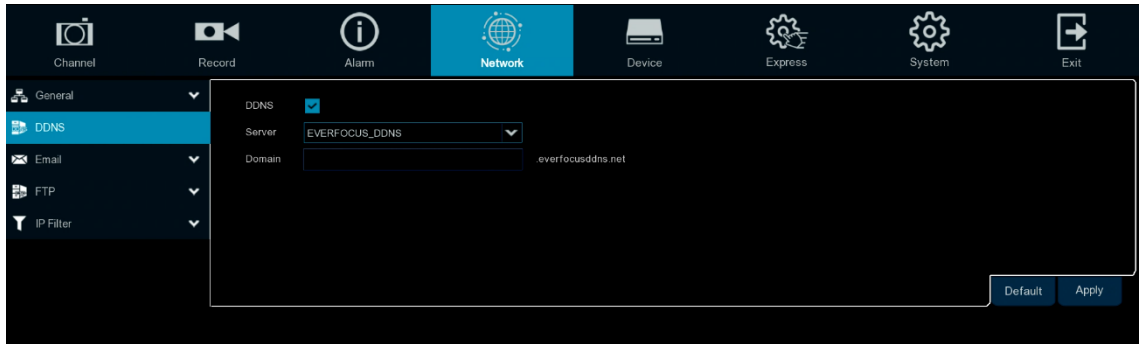 Channel Record Alarm Network Device Express System Exit
General
DDNS
Email
FTP
IP Filter
DDNS
Server EVERFOCUS_DDNS
Domain .everfocusddns.net
Default Apply